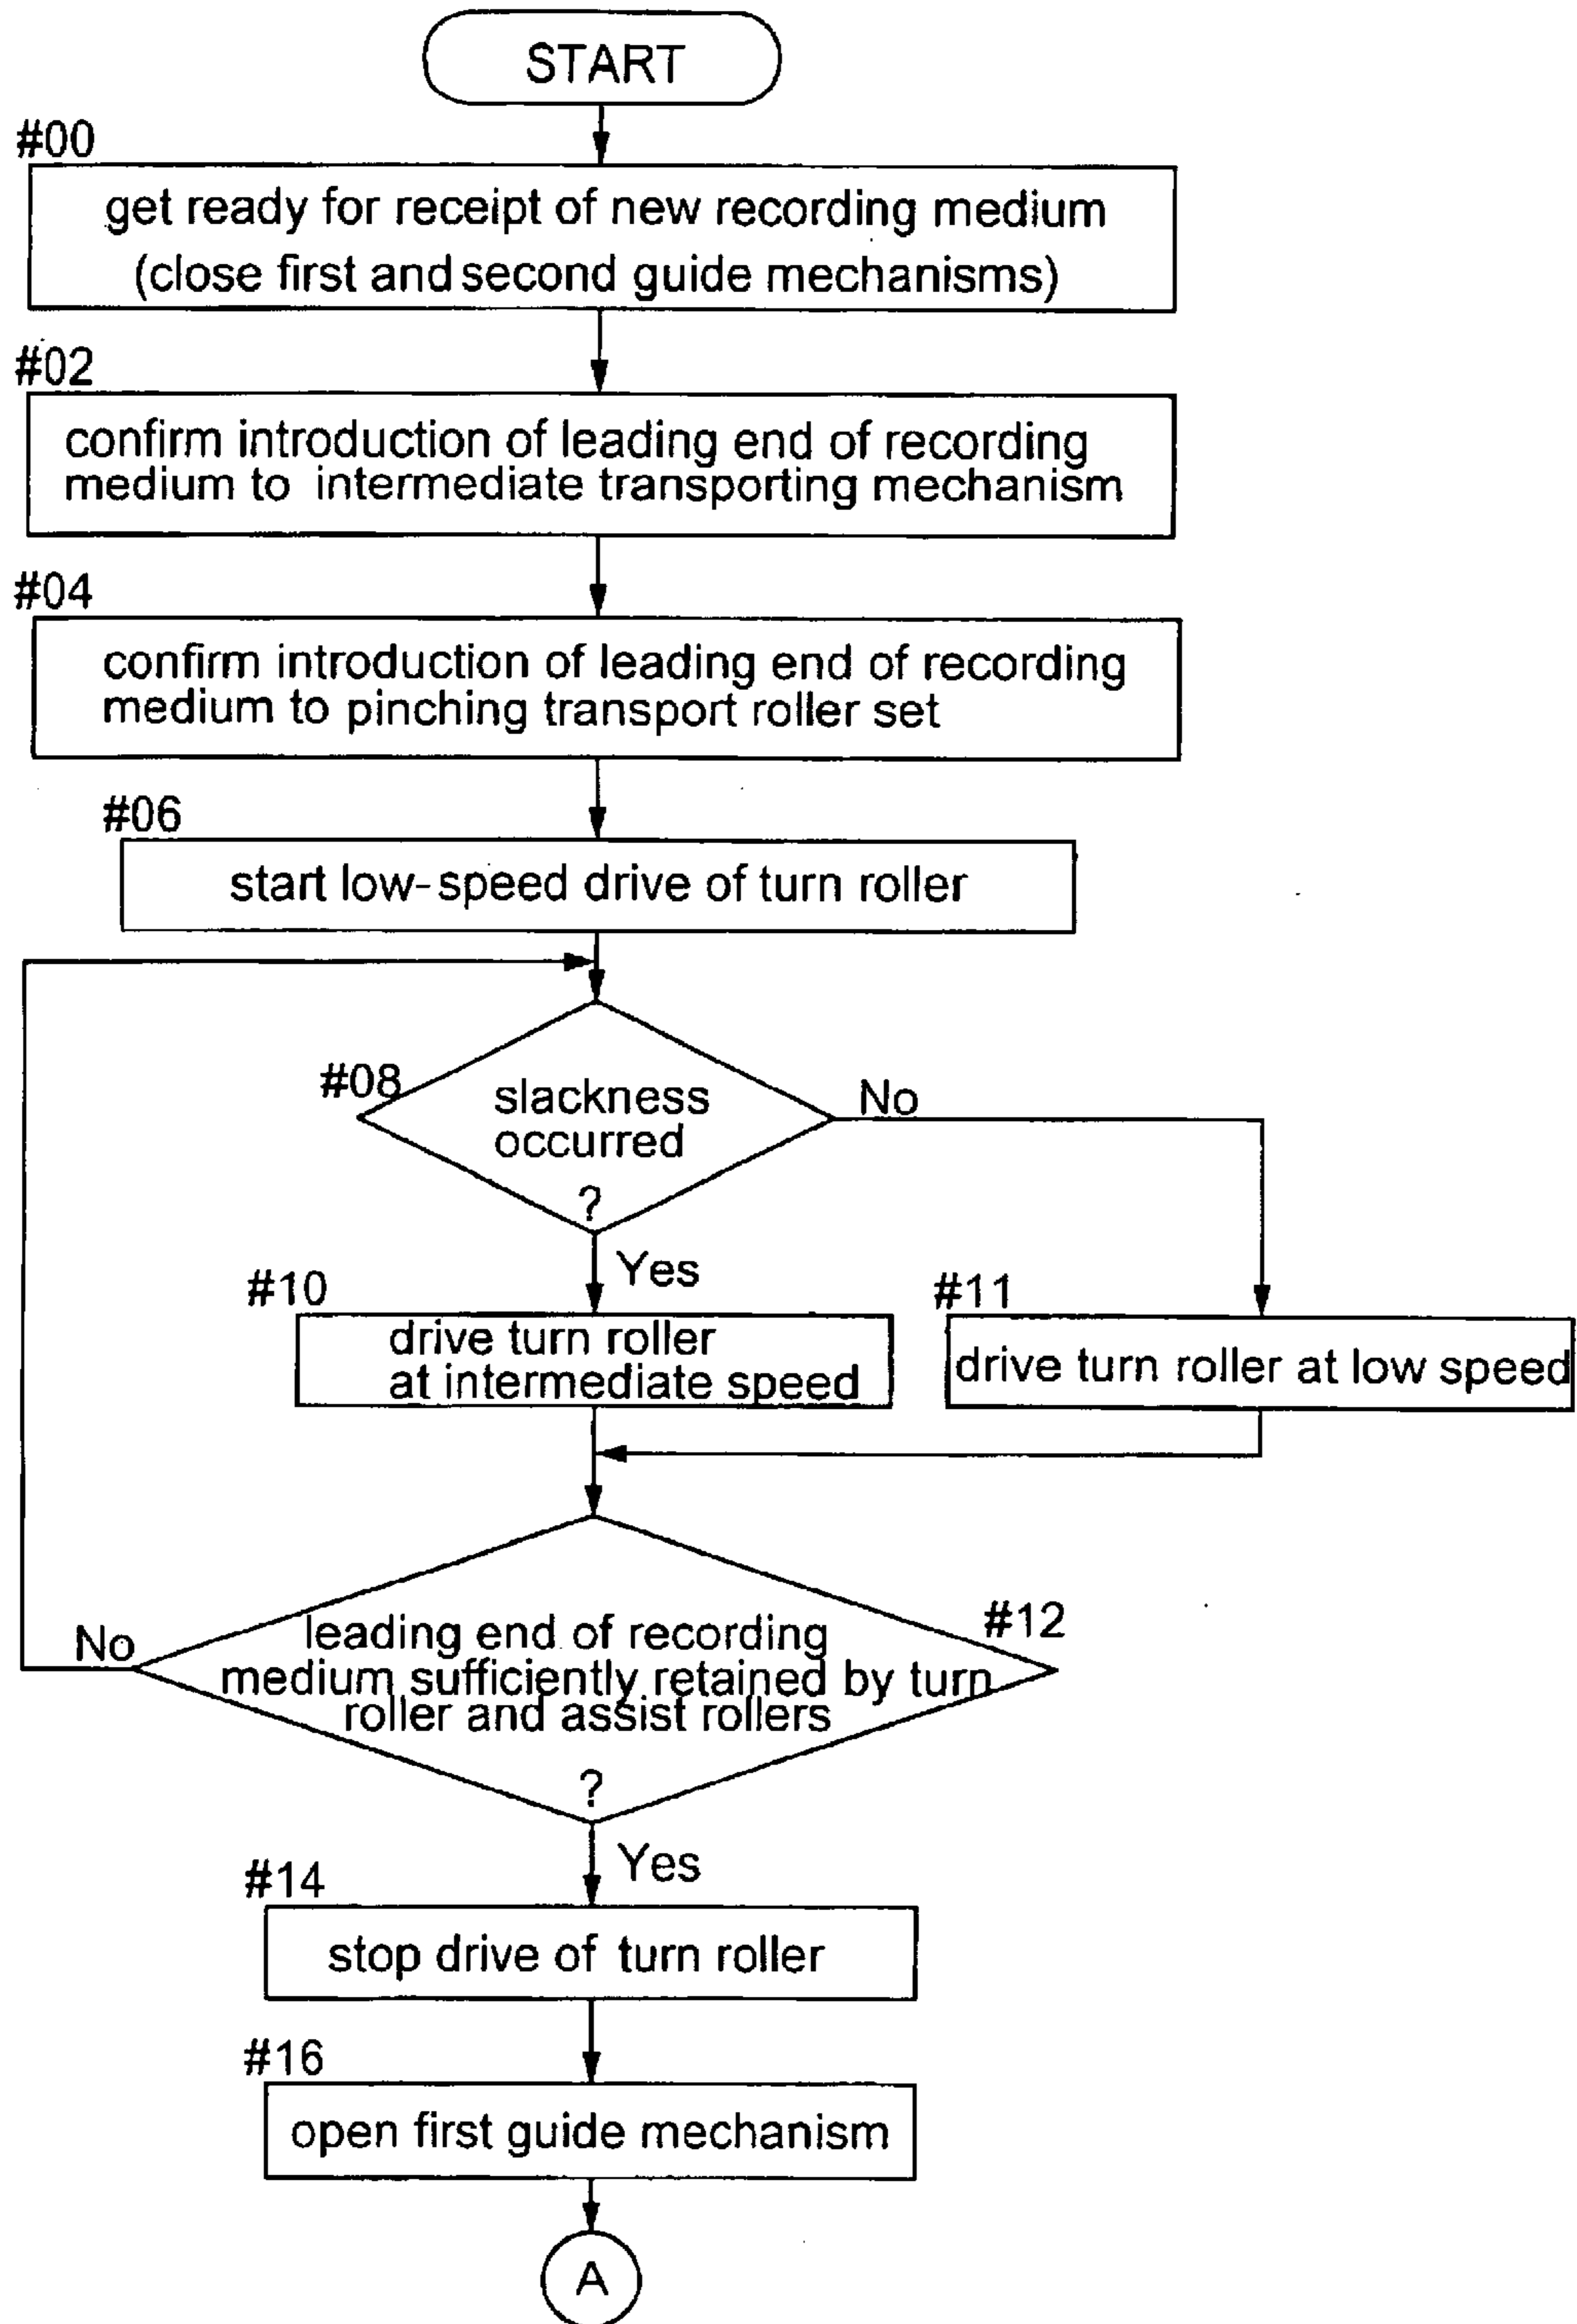 START
#00
get ready for receipt of new recording medium
(close first and second guide mechanisms)
#02
confirm introduction of leading end of recording
medium to intermediate transporting mechanism
#04
confirm introduction of leading end of recording
medium to pinching transport roller set
#06
start low-speed drive of turn roller
#08
slackness
occurred
?
No
Yes
#10
drive turn roller
at intermediate speed
#11
drive turn roller at low speed
#12
leading end of recording
medium sufficiently retained by turn
roller and assist rollers
?
No
Yes
#14
stop drive of turn roller
#16
open first guide mechanism
A